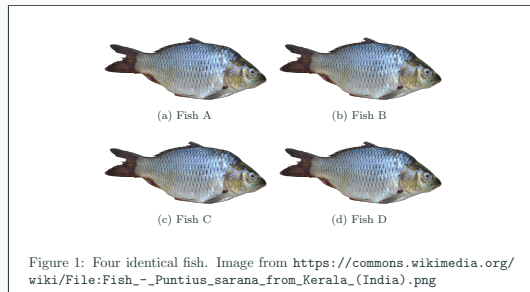 (a) Fish A
(b) Fish B
(c) Fish C
(d) Fish D
Figure 1: Four identical fish. Image from https://commons.wikimedia.org/
wiki/File:Fish_-_Puntius_sarana_from_Kerala_(India).png